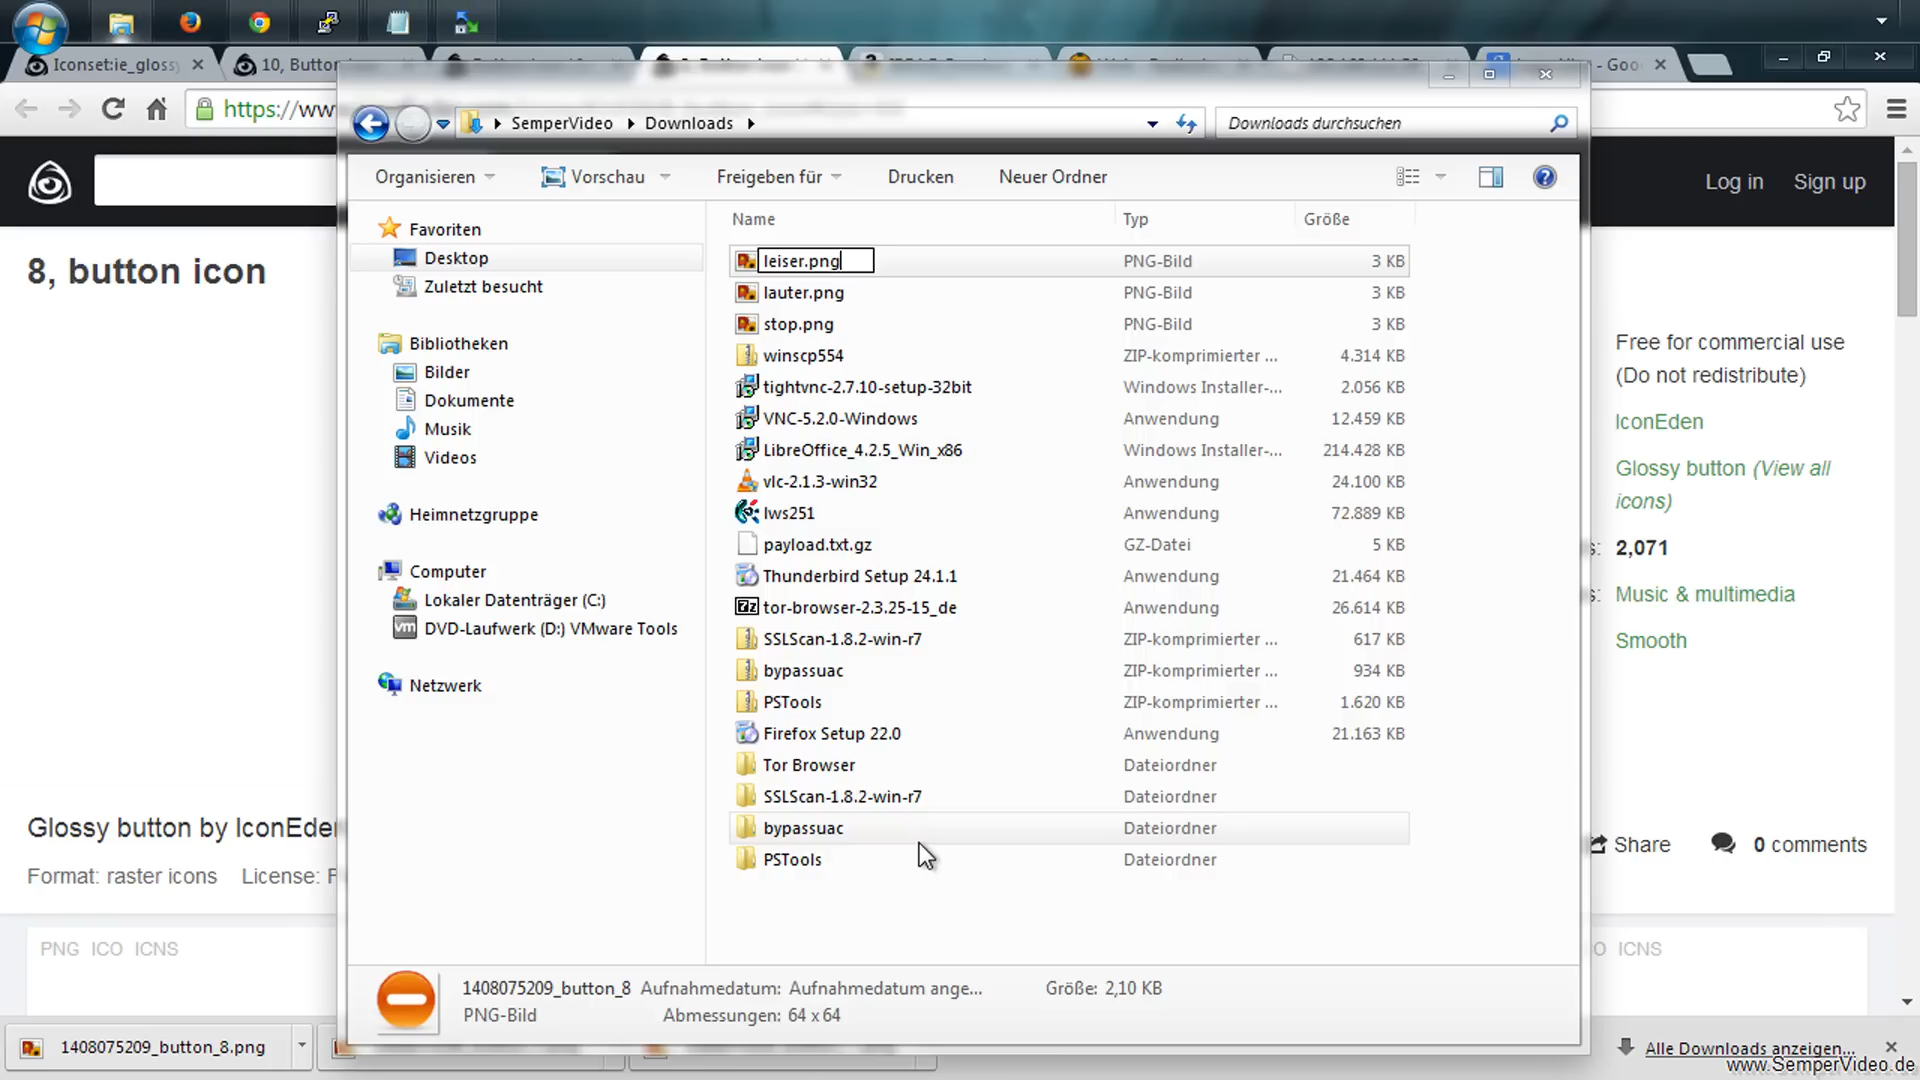 Iconset:ie_glossy
10, Button
- Goo
https://www
SemperVideo
Downloads
Downloads durchsuchen
Log in
Sign up
Organisieren
Vorschau
Freigeben für
Drucken
Neuer Ordner
8, button icon
Favoriten
Desktop
Zuletzt besucht
Bibliotheken
Bilder
Dokumente
Musik
Videos
Heimnetzgruppe
Computer
Lokaler Datenträger (C:)
DVD-Laufwerk (D:) VMware Tools
Netzwerk
Name Typ Größe
leiser.png PNG-Bild 3 KB
lauter.png PNG-Bild 3 KB
stop.png PNG-Bild 3 KB
winscp554 ZIP-komprimierter ... 4.314 KB
tightvnc-2.7.10-setup-32bit Windows Installer-... 2.056 KB
VNC-5.2.0-Windows Anwendung 12.459 KB
LibreOffice_4.2.5_Win_x86 Windows Installer-... 214.428 KB
vlc-2.1.3-win32 Anwendung 24.100 KB
lws251 Anwendung 72.889 KB
payload.txt.gz GZ-Datei 5 KB
Thunderbird Setup 24.1.1 Anwendung 21.464 KB
tor-browser-2.3.25-15_de Anwendung 26.614 KB
SSLScan-1.8.2-win-r7 ZIP-komprimierter ... 617 KB
bypassuac ZIP-komprimierter ... 934 KB
PSTools ZIP-komprimierter ... 1.620 KB
Firefox Setup 22.0 Anwendung 21.163 KB
Tor Browser Dateiordner
SSLScan-1.8.2-win-r7 Dateiordner
bypassuac Dateiordner
PSTools Dateiordner
Free for commercial use
(Do not redistribute)
IconEden
Glossy button (View all
icons)
s: 2,071
s: Music & multimedia
Smooth
Glossy button by IconEden
Format: raster icons License: F
Share
0 comments
PNG ICO ICNS
O ICNS
1408075209_button_8 Aufnahmedatum: Aufnahmedatum ange... Größe: 2,10 KB
PNG-Bild Abmessungen: 64 x 64
1408075209_button_8.png
Alle Downloads anzeigen...
www.SemperVideo.de